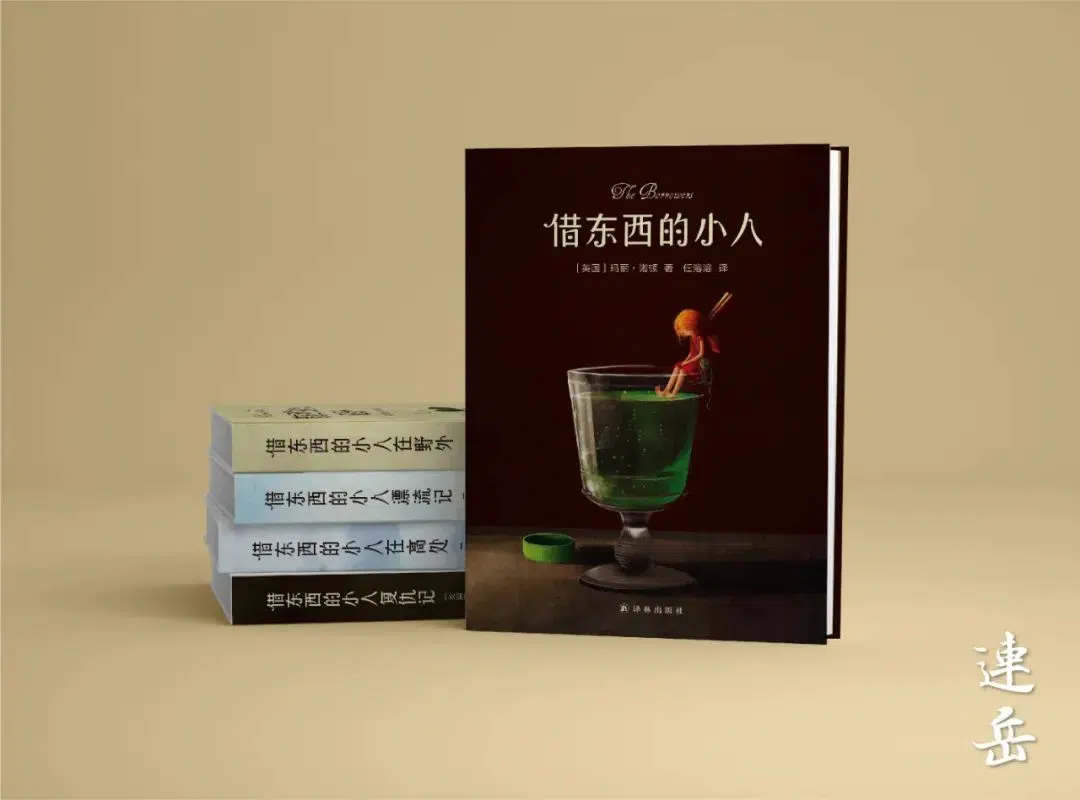 The Borrowers
借东西的小人
[英国] 玛丽·诺顿 著 任溶溶 译
译林出版社
借东西的小人在野外
借东西的小人漂流记
借东西的小人在高处
借东西的小人复仇记
連岳